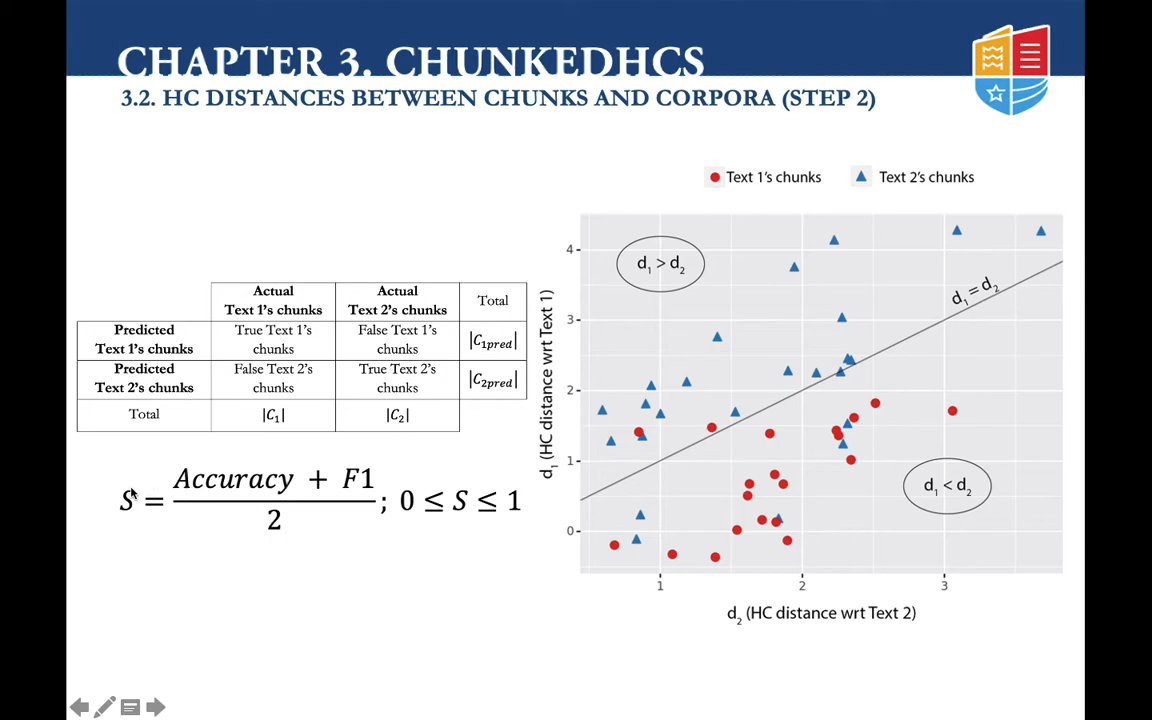 CHAPTER 3. CHUNKEDHCS
3.2. HC DISTANCES BETWEEN CHUNKS AND CORPORA (STEP 2)
Actual
Text 1's chunks
Actual
Text 2's chunks
Total
Predicted
Text 1's chunks
True Text 1's
chunks
False Text 1's
chunks
|C1pred|
Predicted
Text 2's chunks
False Text 2's
chunks
True Text 2's
chunks
|C2pred|
Total
|C1|
|C2|
S = (Accuracy + F1) / 2 ; 0 ≤ S ≤ 1
Text 1's chunks
Text 2's chunks
d1 (HC distance wrt Text 1)
4
3
2
1
0
d1 > d2
d1 = d2
d1 < d2
1
2
3
d2 (HC distance wrt Text 2)